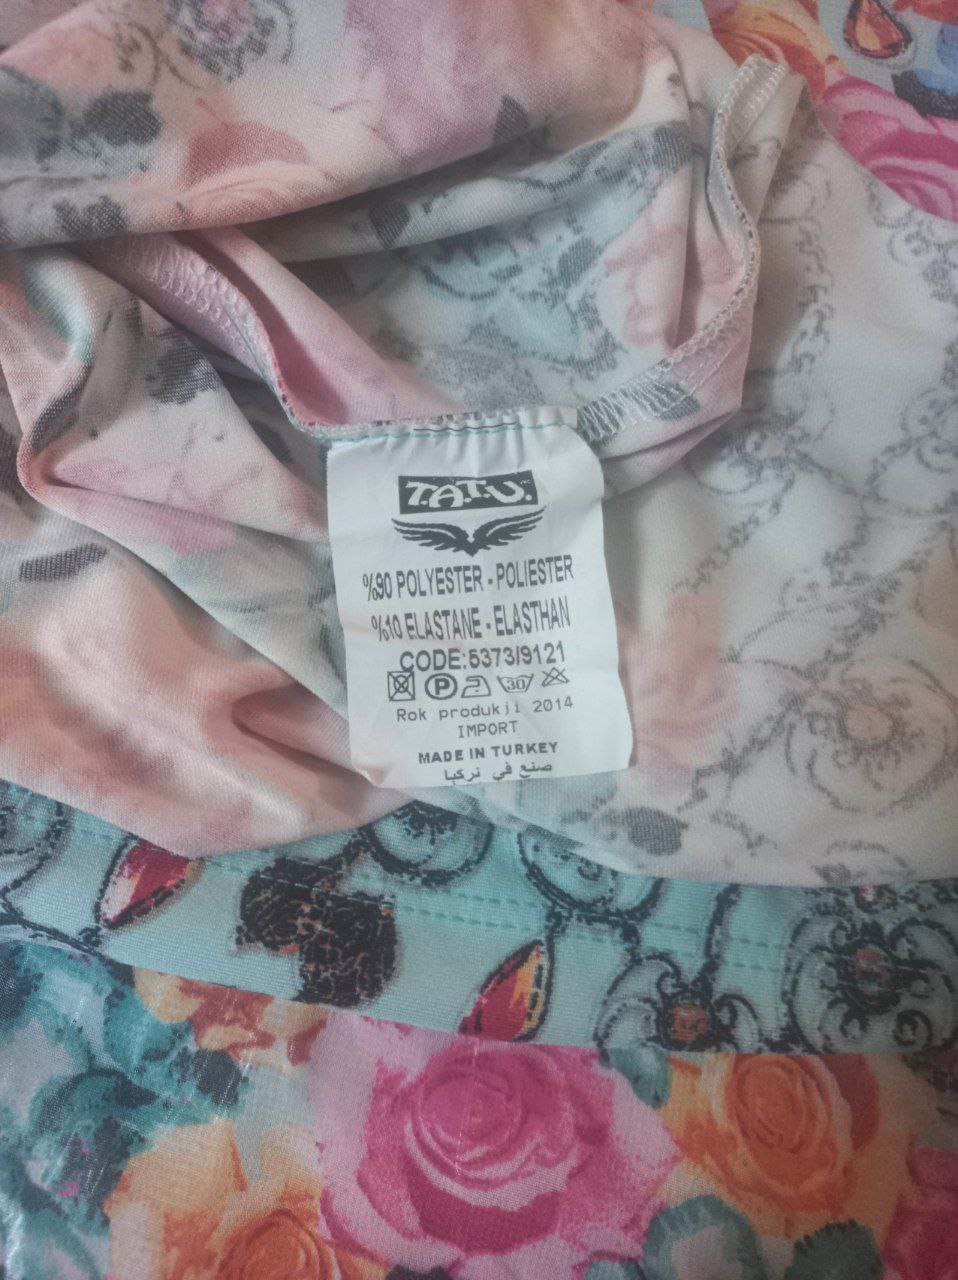 T.A.T.U.
%90 POLYESTER - POLIESTER
%10 ELASTANE - ELASTHAN
CODE:5373/9121
P 30
Rok produkji 2014
IMPORT
MADE IN TURKEY
صنع في تركيا